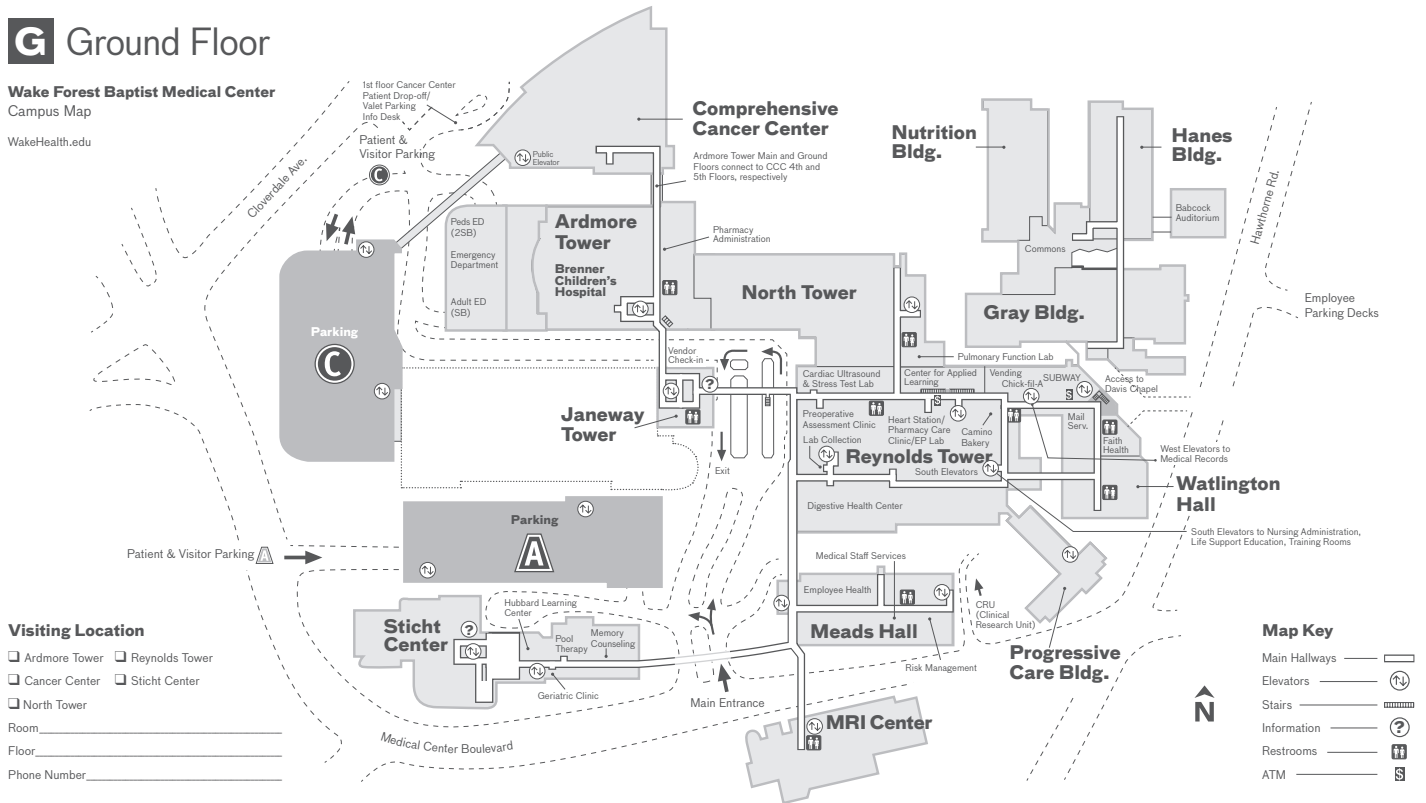 G Ground Floor
Wake Forest Baptist Medical Center
Campus Map
WakeHealth.edu
1st floor Cancer Center
Patient Drop-off/
Valet Parking
Info Desk
Patient &
Visitor Parking
C
Cloverdale Ave.
Public
Elevator
Comprehensive
Cancer Center
Ardmore Tower Main and Ground
Floors connect to CCC 4th and
5th Floors, respectively
Nutrition
Bldg.
Hanes
Bldg.
Babcock
Auditorium
Hawthorne Rd.
Commons
Gray Bldg.
Employee
Parking Decks
Peds ED
(2SB)
Emergency
Department
Adult ED
(SB)
Ardmore
Tower
Brenner
Children's
Hospital
Pharmacy
Administration
North Tower
Parking
C
Vendor
Check-in
?
Janeway
Tower
Exit
Pulmonary Function Lab
Cardiac Ultrasound
& Stress Test Lab
Center for Applied
Learning
Vending
Chick-fil-A
SUBWAY
$
Access to
Davis Chapel
Preoperative
Assessment Clinic
Lab Collection
Heart Station/
Pharmacy Care
Clinic/EP Lab
$
Camino
Bakery
Mail
Serv.
Faith
Health
Reynolds Tower
South Elevators
West Elevators to
Medical Records
Watlington
Hall
Digestive Health Center
South Elevators to Nursing Administration,
Life Support Education, Training Rooms
Parking
A
Patient & Visitor Parking A
Medical Staff Services
Employee Health
Meads Hall
Risk Management
CRU
(Clinical
Research Unit)
Progressive
Care Bldg.
Hubbard Learning
Center
Sticht
Center
?
Pool
Therapy
Memory
Counseling
Geriatric Clinic
Main Entrance
Medical Center Boulevard
MRI Center
N
Visiting Location
Ardmore Tower
Reynolds Tower
Cancer Center
Sticht Center
North Tower
Room
Floor
Phone Number
Map Key
Main Hallways
Elevators
Stairs
Information ?
Restrooms
ATM $